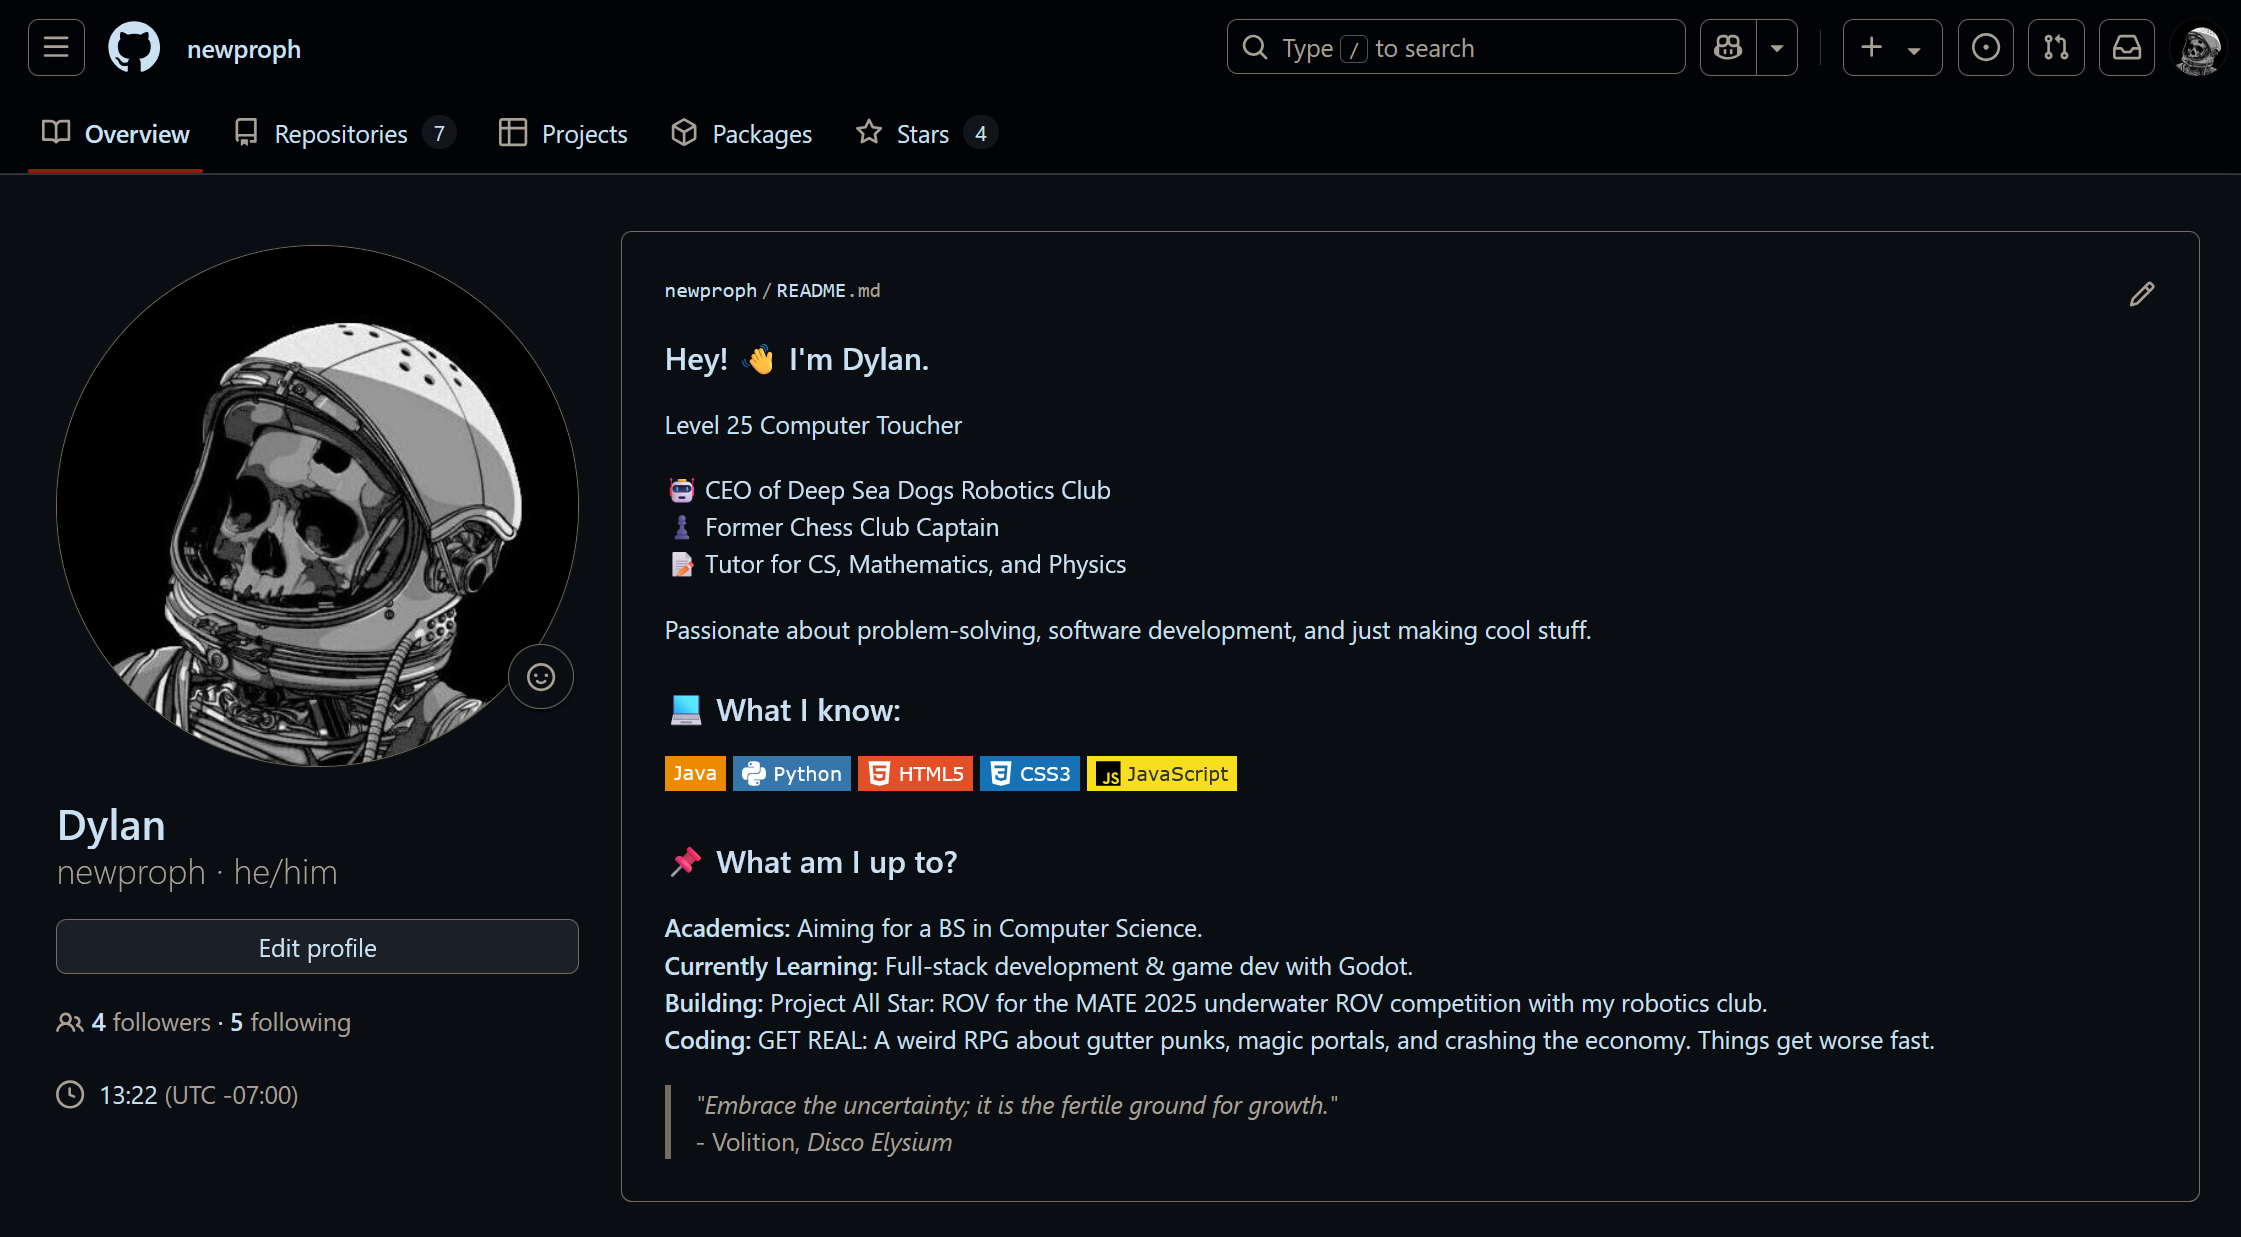 newproph
Type / to search
Overview
Repositories 7
Projects
Packages
Stars 4
newproph / README.md
Hey! 👋 I'm Dylan.
Level 25 Computer Toucher
🤖 CEO of Deep Sea Dogs Robotics Club
♟️ Former Chess Club Captain
📝 Tutor for CS, Mathematics, and Physics
Passionate about problem-solving, software development, and just making cool stuff.
💻 What I know:
Java
Python
HTML5
CSS3
JS JavaScript
📌 What am I up to?
Academics: Aiming for a BS in Computer Science.
Currently Learning: Full-stack development & game dev with Godot.
Building: Project All Star: ROV for the MATE 2025 underwater ROV competition with my robotics club.
Coding: GET REAL: A weird RPG about gutter punks, magic portals, and crashing the economy. Things get worse fast.
"Embrace the uncertainty; it is the fertile ground for growth."
- Volition, Disco Elysium
Dylan
newproph · he/him
Edit profile
4 followers · 5 following
13:22 (UTC -07:00)